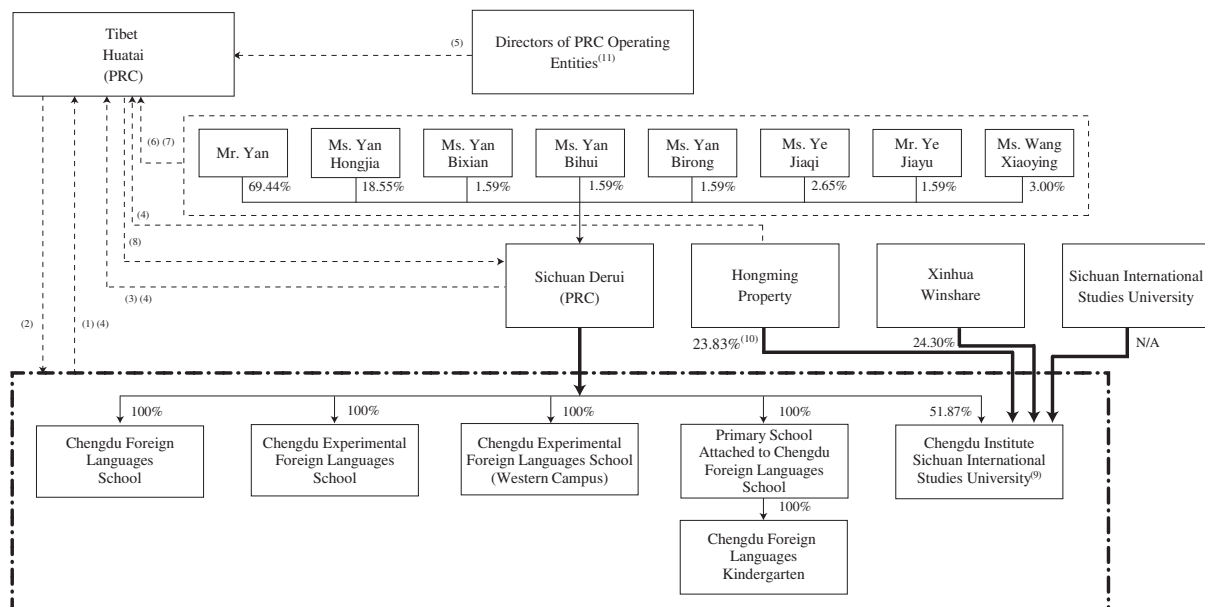 Tibet
Huatai
(PRC)
(5)
Directors of PRC Operating
Entities(11)
(6) (7)
Mr. Yan
Ms. Yan
Hongjia
Ms. Yan
Bixian
Ms. Yan
Bihui
Ms. Yan
Birong
Ms. Ye
Jiaqi
Mr. Ye
Jiayu
Ms. Wang
Xiaoying
69.44%
18.55%
1.59%
1.59%
1.59%
2.65%
1.59%
3.00%
(4)
(8)
Sichuan Derui
(PRC)
Hongming
Property
Xinhua
Winshare
Sichuan International
Studies University
(3) (4)
(2)
(1) (4)
23.83%(10)
24.30%
N/A
100%
100%
100%
100%
51.87%
Chengdu Foreign
Languages
School
Chengdu Experimental
Foreign Languages
School
Chengdu Experimental
Foreign Languages School
(Western Campus)
Primary School
Attached to Chengdu
Foreign Languages
School
Chengdu Institute
Sichuan International
Studies University(9)
100%
Chengdu Foreign
Languages
Kindergarten